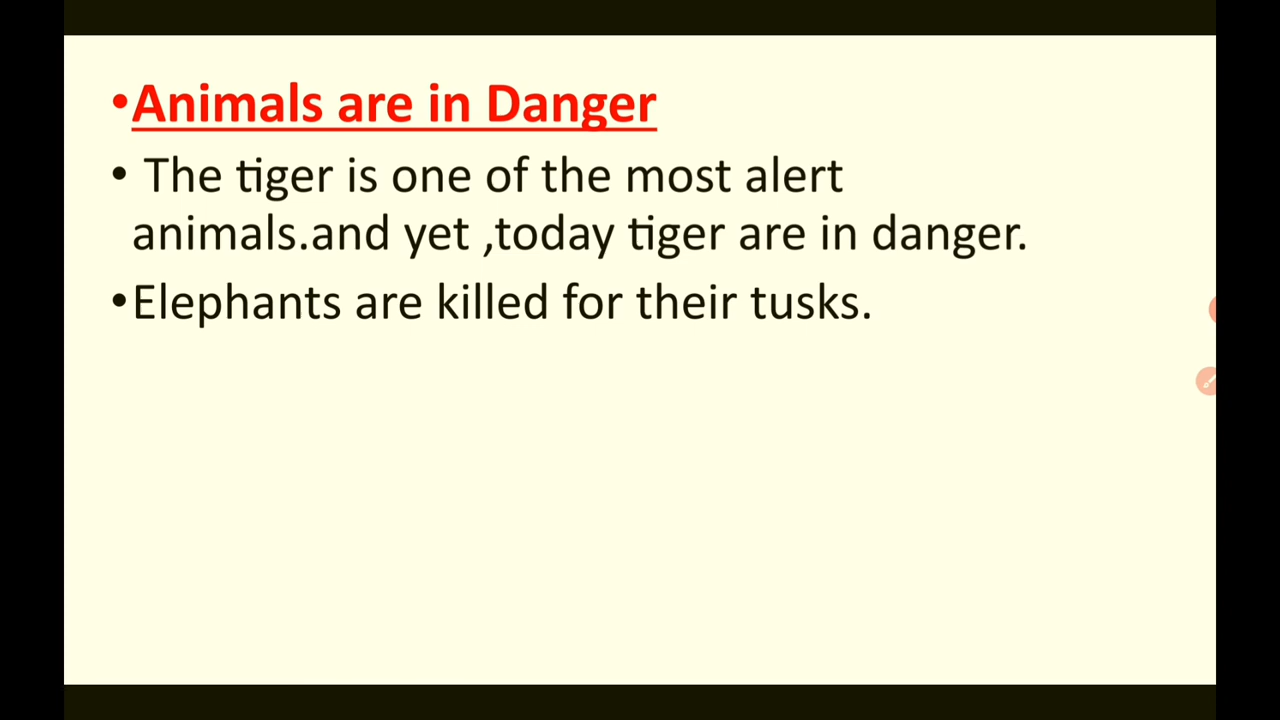 •Animals are in Danger
• The tiger is one of the most alert
animals.and yet ,today tiger are in danger.
•Elephants are killed for their tusks.